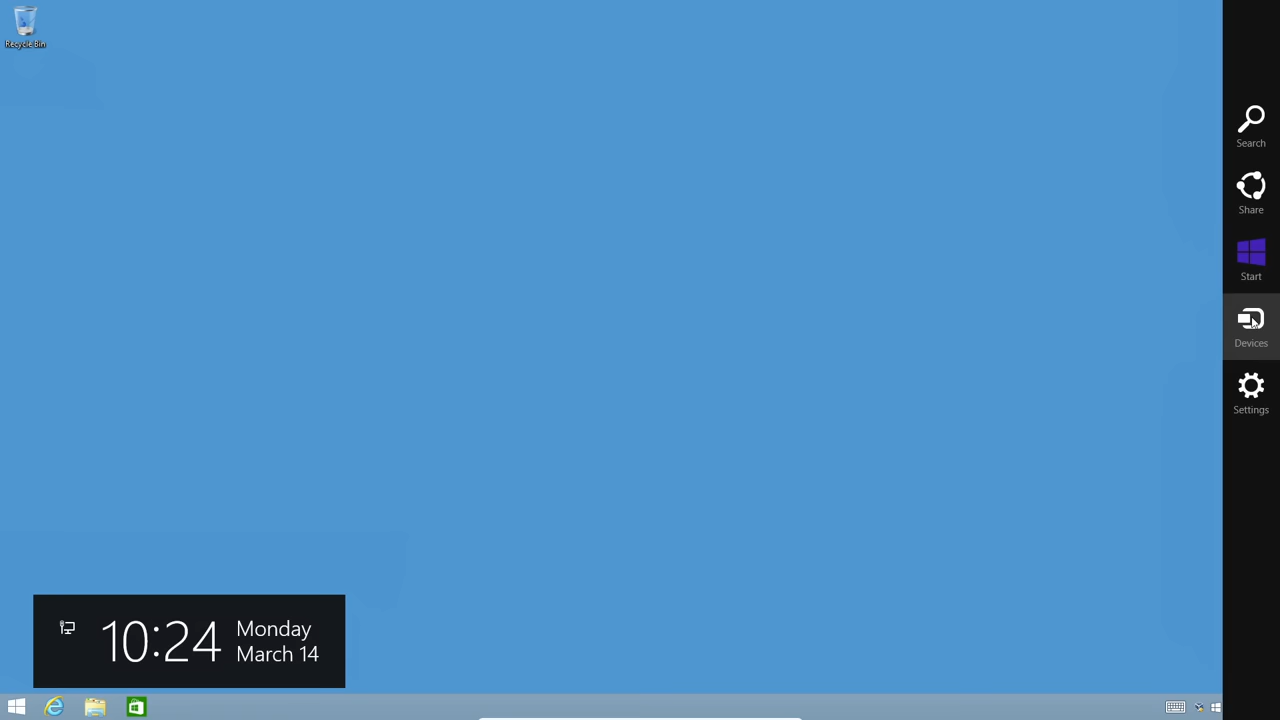 Recycle Bin
Search
Share
Start
Devices
Settings
10:24
Monday
March 14